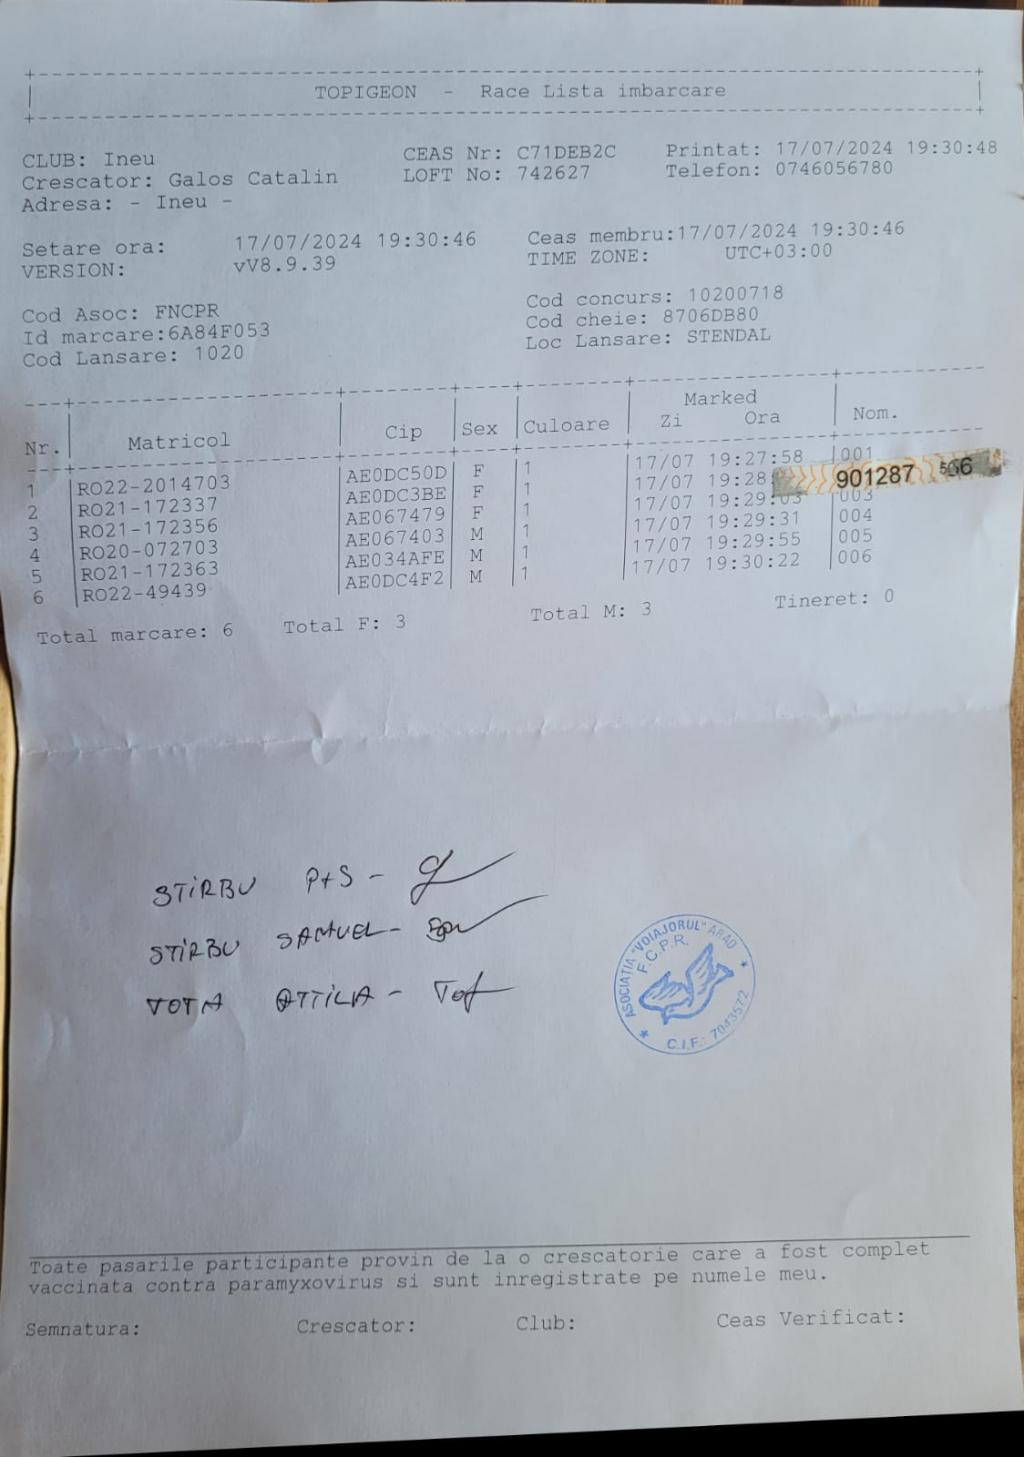 TOPIGEON - Race Lista imbarcare
CLUB: Ineu
Crescator: Galos Catalin
Adresa: - Ineu -
CEAS Nr: C71DEB2C
LOFT No: 742627
Printat: 17/07/2024 19:30:48
Telefon: 0746056780
Setare ora: 17/07/2024 19:30:46
VERSION: vV8.9.39
Ceas membru:17/07/2024 19:30:46
TIME ZONE: UTC+03:00
Cod Asoc: FNCPR
Id marcare:6A84F053
Cod Lansare: 1020
Cod concurs: 10200718
Cod cheie: 8706DB80
Loc Lansare: STENDAL
Marked
Nr. Matricol Cip Sex Culoare Zi Ora Nom.
1 RO22-2014703 AE0DC50D F 1 17/07 19:27:58 001
2 RO21-172337 AE0DC3BE F 1 17/07 19:28:
901287
3 RO21-172356 AE067479 F 1 17/07 19:29:03 003
4 RO20-072703 AE067403 M 1 17/07 19:29:31 004
5 RO21-172363 AE034AFE M 1 17/07 19:29:55 005
6 RO22-49439 AE0DC4F2 M 1 17/07 19:30:22 006
Total marcare: 6 Total F: 3 Total M: 3 Tineret: 0
STIRBU P+S -
STIRBU SAMUEL -
TOTA ATTILA -
ASOCIAȚIA "VOIAJORUL" ARAD
F.C.P.R.
C.I.F.: 7043572
Toate pasarile participante provin de la o crescatorie care a fost complet
vaccinata contra paramyxovirus si sunt inregistrate pe numele meu.
Semnatura: Crescator: Club: Ceas Verificat: